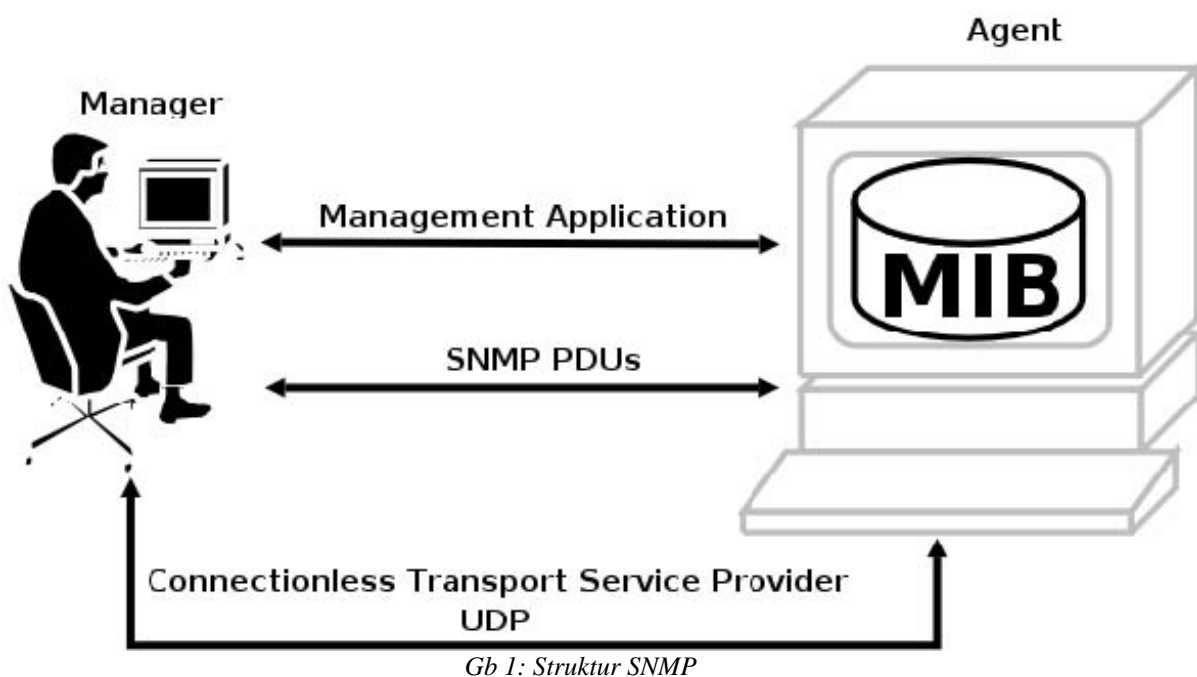 Agent
Manager
Management Application
MIB
SNMP PDUs
Connectionless Transport Service Provider
UDP
Gb 1: Struktur SNMP